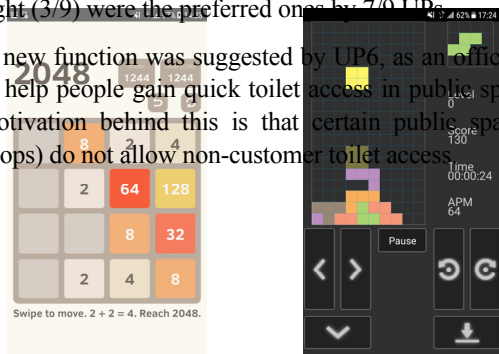 ght (3/9) were the preferred ones by 7/9 UPs.
new function was suggested by UP6, as an offic
help people gain quick toilet access in public sp
otivation behind this is that certain public spa
ops) do not allow non-customer toilet access.
2048
1244 1244
8 2 4
2 64 128
8 32
2 4 8
Swipe to move. 2 + 2 = 4. Reach 2048.
62% 17:24
Level
0
Score
130
Time
00:00:24
APM
64
Pause